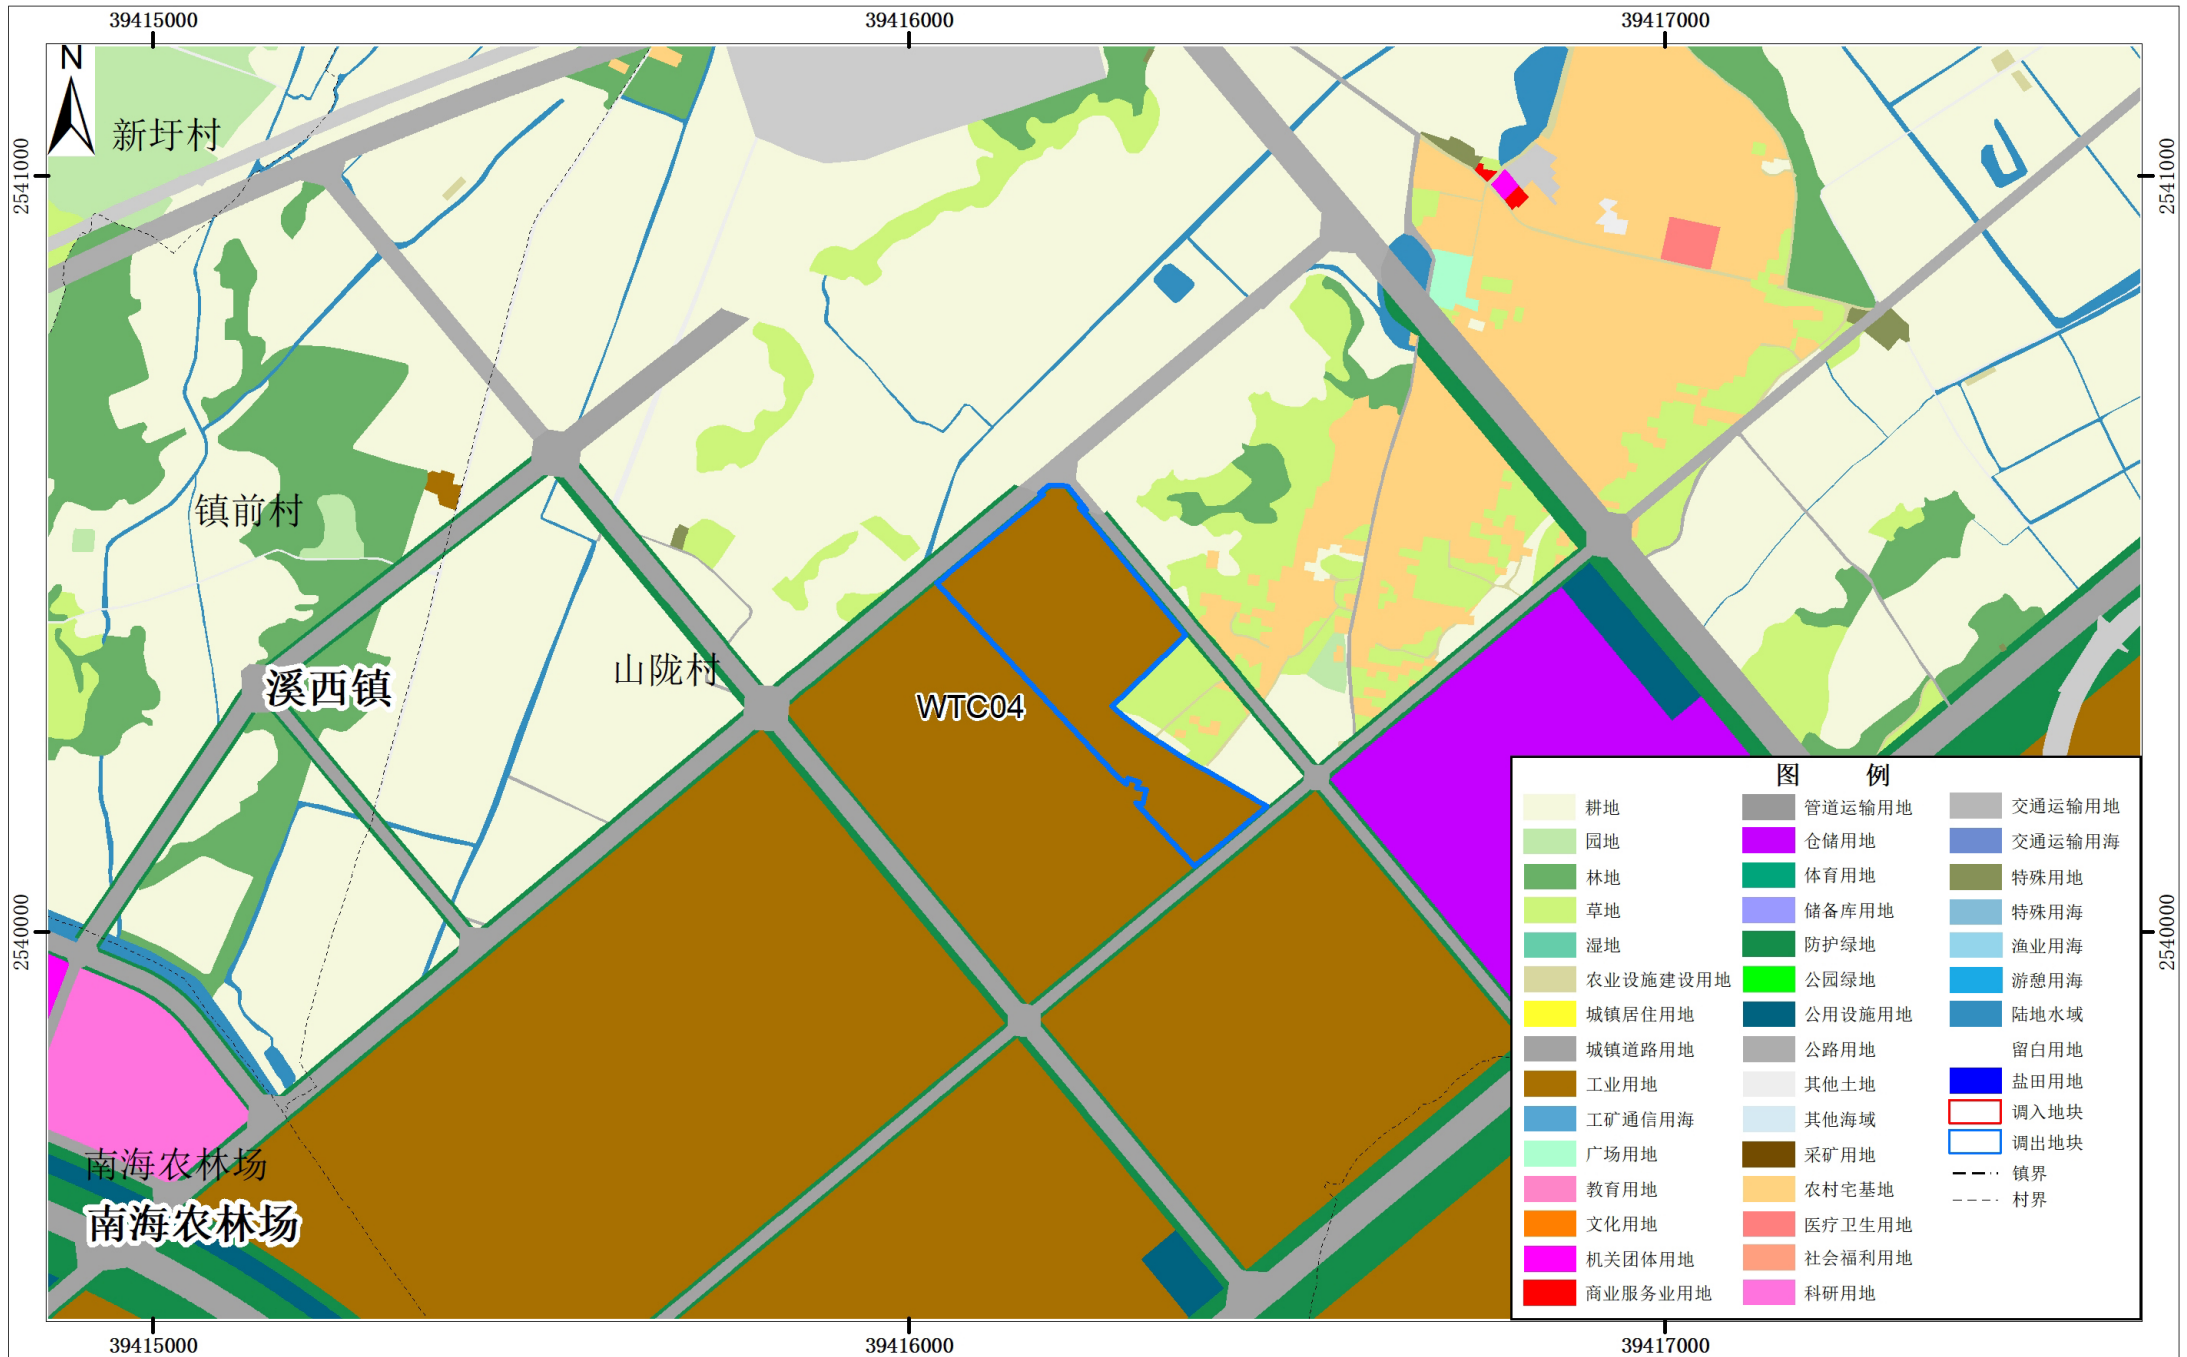 39415000
39416000
39417000
N
新圩村
2541000
2541000
镇前村
溪西镇
山陇村
WTC04
2540000
2540000
南海农林场
南海农林场
图 例
耕地
园地
林地
草地
湿地
农业设施建设用地
城镇居住用地
城镇道路用地
工业用地
工矿通信用海
广场用地
教育用地
文化用地
机关团体用地
商业服务业用地
管道运输用地
仓储用地
体育用地
储备库用地
防护绿地
公园绿地
公用设施用地
公路用地
其他土地
其他海域
采矿用地
农村宅基地
医疗卫生用地
社会福利用地
科研用地
交通运输用地
交通运输用海
特殊用地
特殊用海
渔业用海
游憩用海
陆地水域
留白用地
盐田用地
调入地块
调出地块
镇界
村界
39415000
39416000
39417000